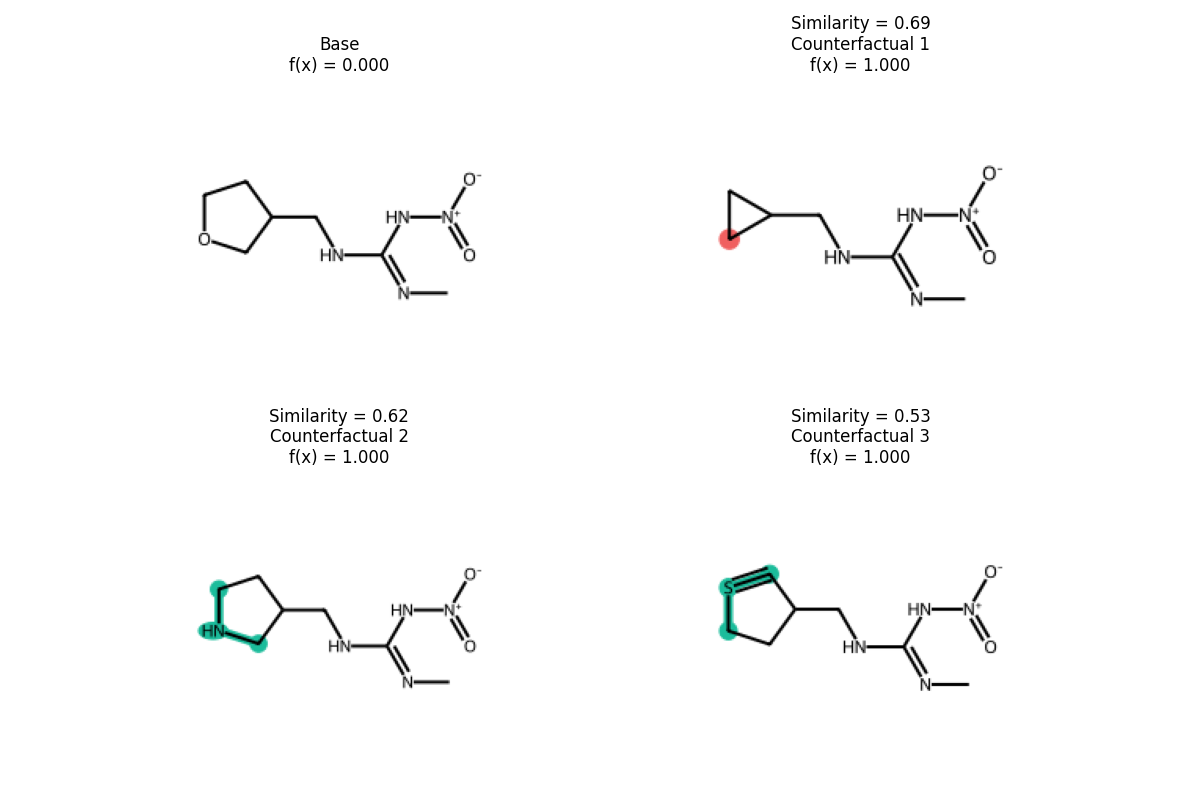 Base
f(x) = 0.000
O
HN
HN
N
N⁺
O⁻
O
Similarity = 0.69
Counterfactual 1
f(x) = 1.000
HN
HN
N
N⁺
O⁻
O
Similarity = 0.62
Counterfactual 2
f(x) = 1.000
HN
HN
HN
N
N⁺
O⁻
O
Similarity = 0.53
Counterfactual 3
f(x) = 1.000
S
HN
HN
N
N⁺
O⁻
O